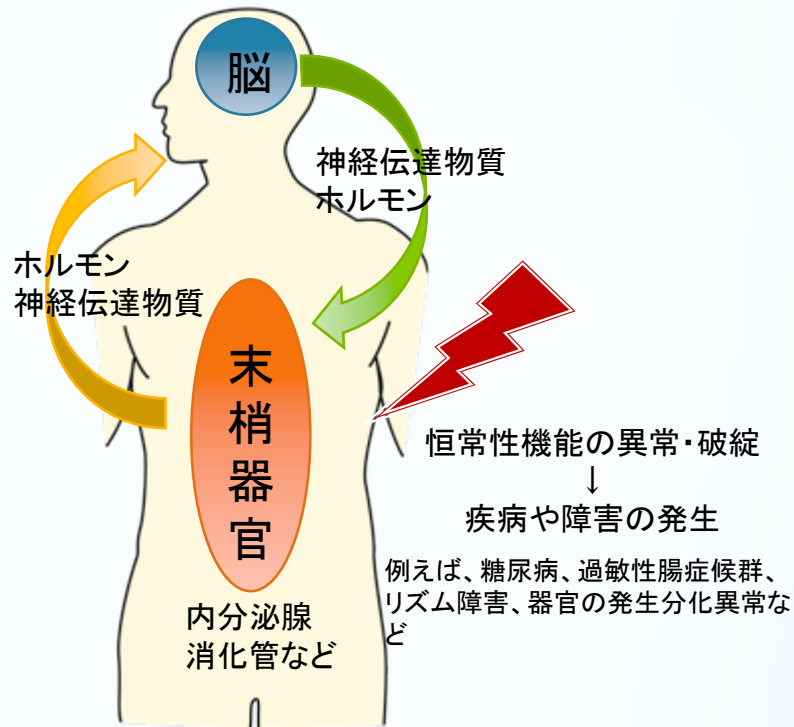 脳
神経伝達物質
ホルモン
ホルモン
神経伝達物質
末梢器官
恒常性機能の異常・破綻
↓
疾病や障害の発生
例えば、糖尿病、過敏性腸症候群、
リズム障害、器官の発生分化異常な
ど
内分泌腺
消化管など